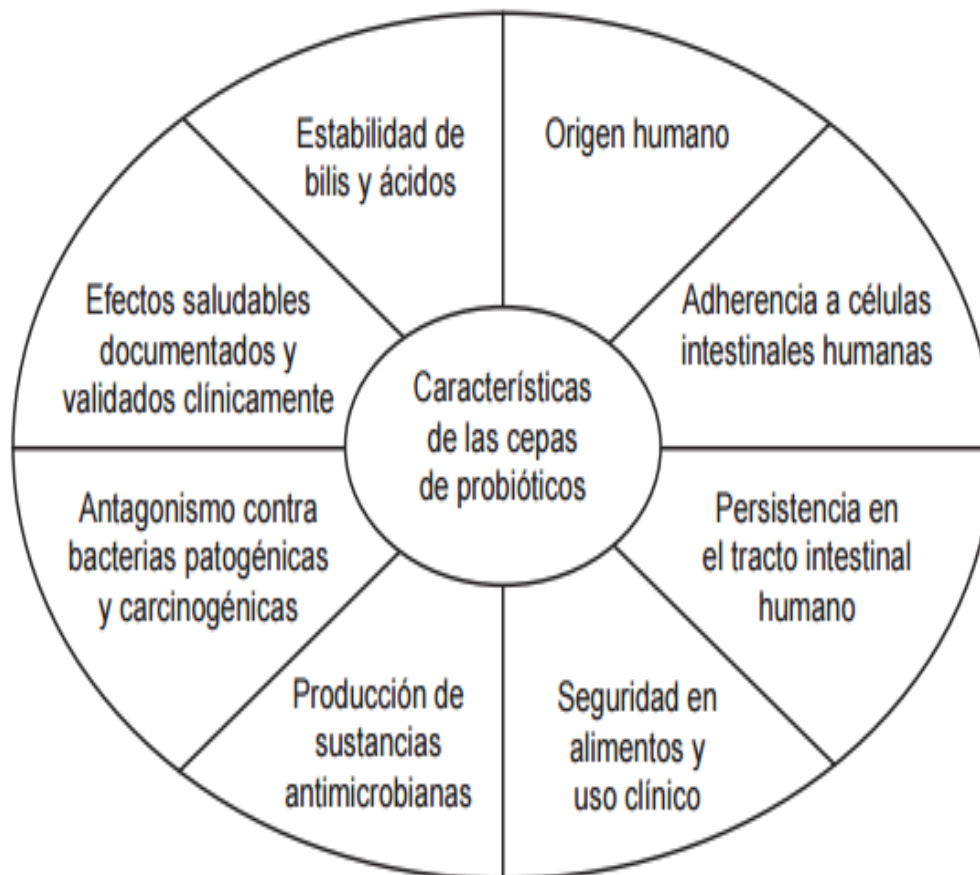 Estabilidad de
bilis y ácidos
Origen humano
Adherencia a células
intestinales humanas
Persistencia en
el tracto intestinal
humano
Seguridad en
alimentos y
uso clínico
Producción de
sustancias
antimicrobianas
Antagonismo contra
bacterias patogénicas
y carcinogénicas
Efectos saludables
documentados y
validados clínicamente
Caracterísficas
de las cepas
de probióticos